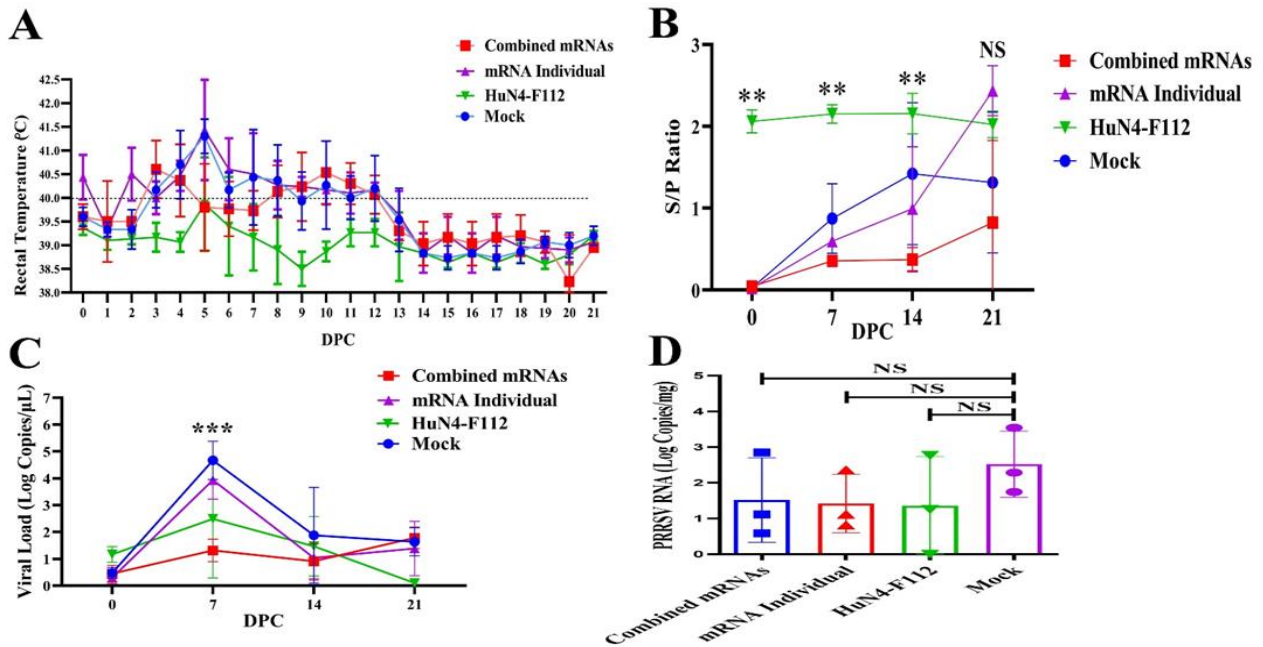 A
Combined mRNAs
mRNA Individual
HuN4-F112
Mock
Rectal Temperature (ºC)
42.5
42.0
41.5
41.0
40.5
40.0
39.5
39.0
38.5
38.0
0 1 2 3 4 5 6 7 8 9 10 11 12 13 14 15 16 17 18 19 20 21
DPC
B
Combined mRNAs
mRNA Individual
HuN4-F112
Mock
S/P Ratio
3
2
1
0
** ** ** NS
0 7 14 21
DPC
C
Combined mRNAs
mRNA Individual
HuN4-F112
Mock
Viral Load (Log Copies/µL)
7
6
5
4
3
2
1
0
***
0 7 14 21
DPC
D
PRRSV RNA (Log Copies/mg)
5
4
3
2
1
0
NS
NS
NS
Combined mRNAs
mRNA Individual
HuN4-F112
Mock